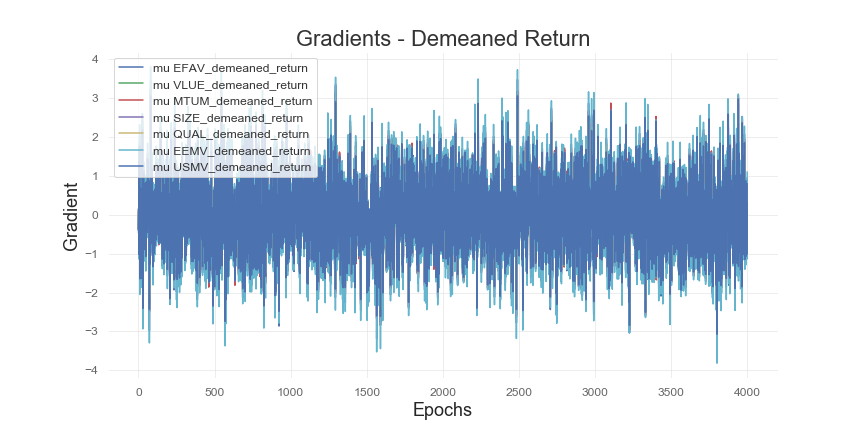 Gradients - Demeaned Return
mu EFAV_demeaned_return
mu VLUE_demeaned_return
mu MTUM_demeaned_return
mu SIZE_demeaned_return
mu QUAL_demeaned_return
mu EEMV_demeaned_return
mu USMV_demeaned_return
Gradient
4
3
2
1
0
−1
−2
−3
−4
0 500 1000 1500 2000 2500 3000 3500 4000
Epochs